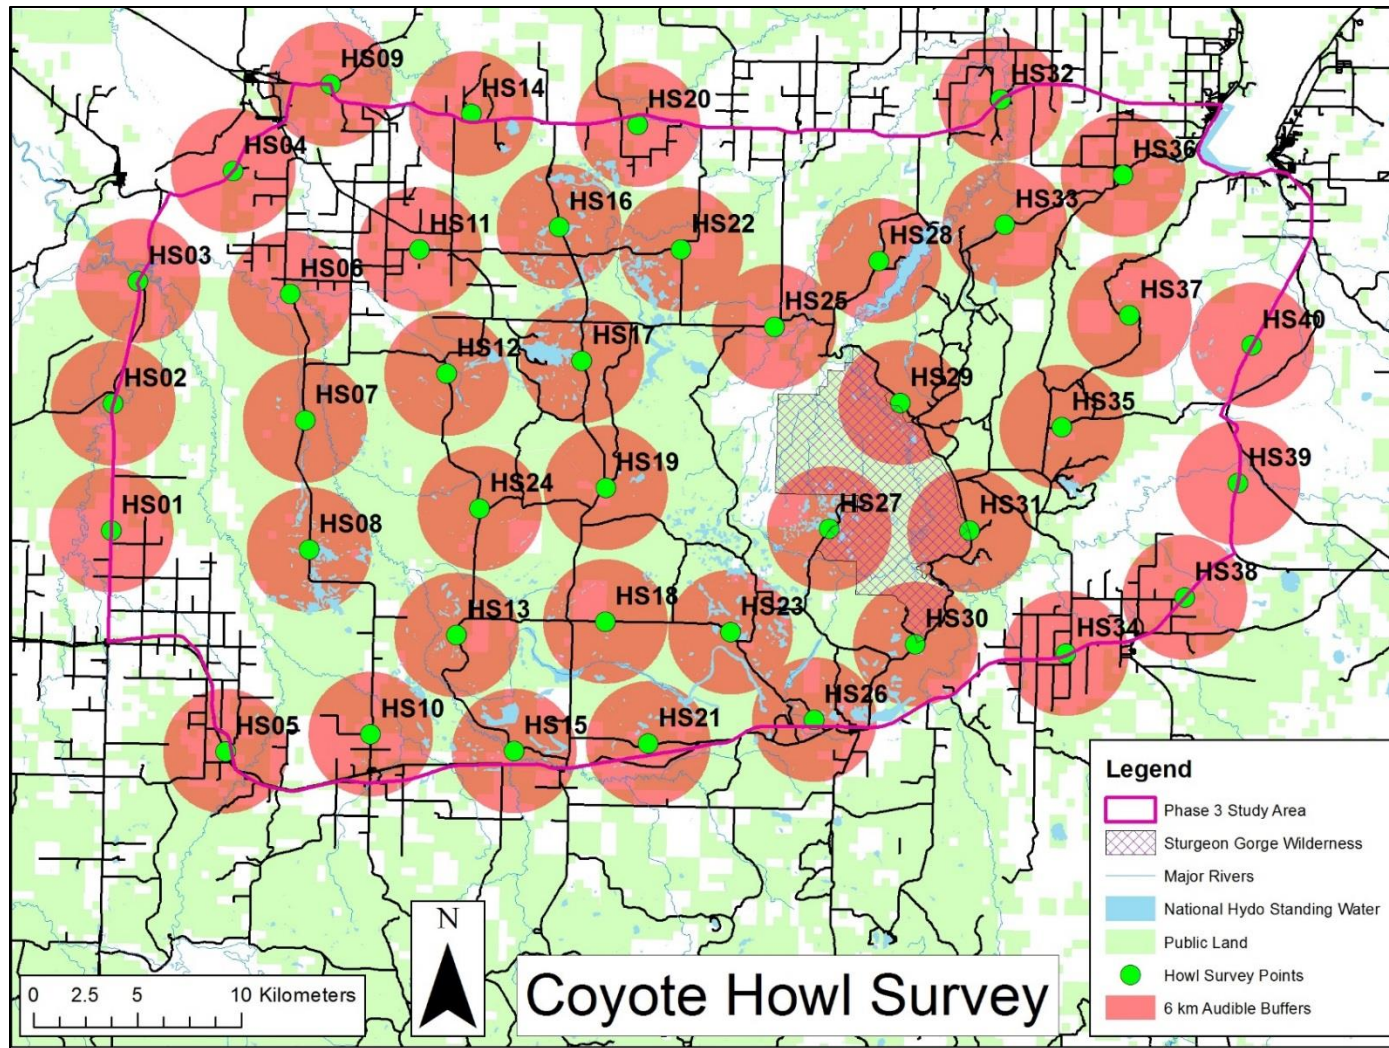 HS09
HS14
HS32
HS20
HS04
HS36
HS16
HS33
HS11
HS22
HS28
HS03
HS06
HS37
HS25
HS40
HS17
HS12
HS29
HS02
HS07
HS35
HS19
HS39
HS24
HS27
HS31
HS01
HS08
HS38
HS18
HS23
HS13
HS30
HS34
HS26
HS10
HS21
HS05
HS15
Legend
Phase 3 Study Area
Sturgeon Gorge Wilderness
Major Rivers
National Hydo Standing Water
Public Land
Howl Survey Points
6 km Audible Buffers
N
0 2.5 5 10 Kilometers
Coyote Howl Survey